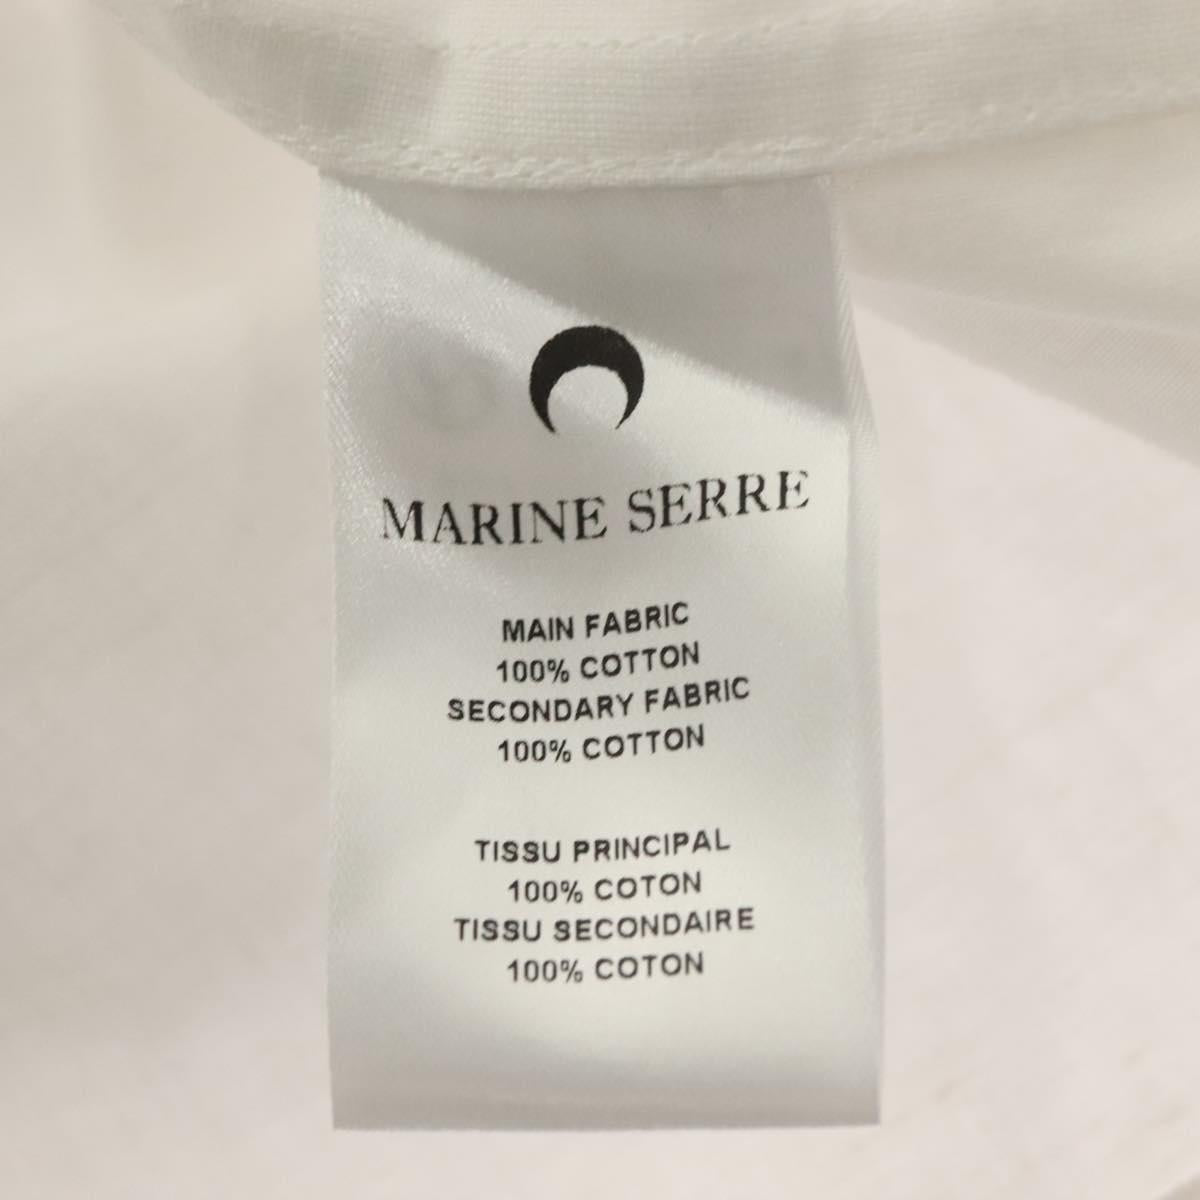 MARINE SERRE
MAIN FABRIC
100% COTTON
SECONDARY FABRIC
100% COTTON
TISSU PRINCIPAL
100% COTON
TISSU SECONDAIRE
100% COTON